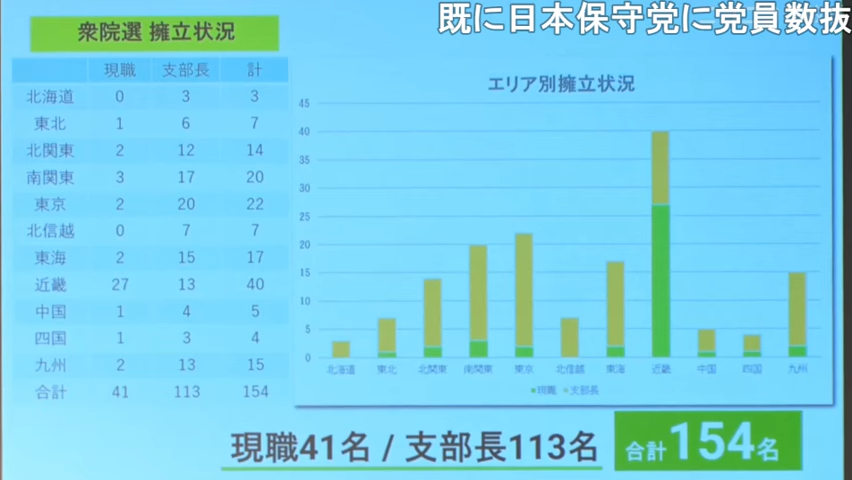 既に日本保守党に党員数抜
衆院選 擁立状況
現職 支部長 計
北海道 0 3 3
東北 1 6 7
北関東 2 12 14
南関東 3 17 20
東京 2 20 22
北信越 0 7 7
東海 2 15 17
近畿 27 13 40
中国 1 4 5
四国 1 3 4
九州 2 13 15
合計 41 113 154
エリア別擁立状況
45
40
35
30
25
20
15
10
5
0
北海道 東北 北関東 南関東 東京 北信越 東海 近畿 中国 四国 九州
現職 支部長
現職41名 / 支部長113名
合計154名